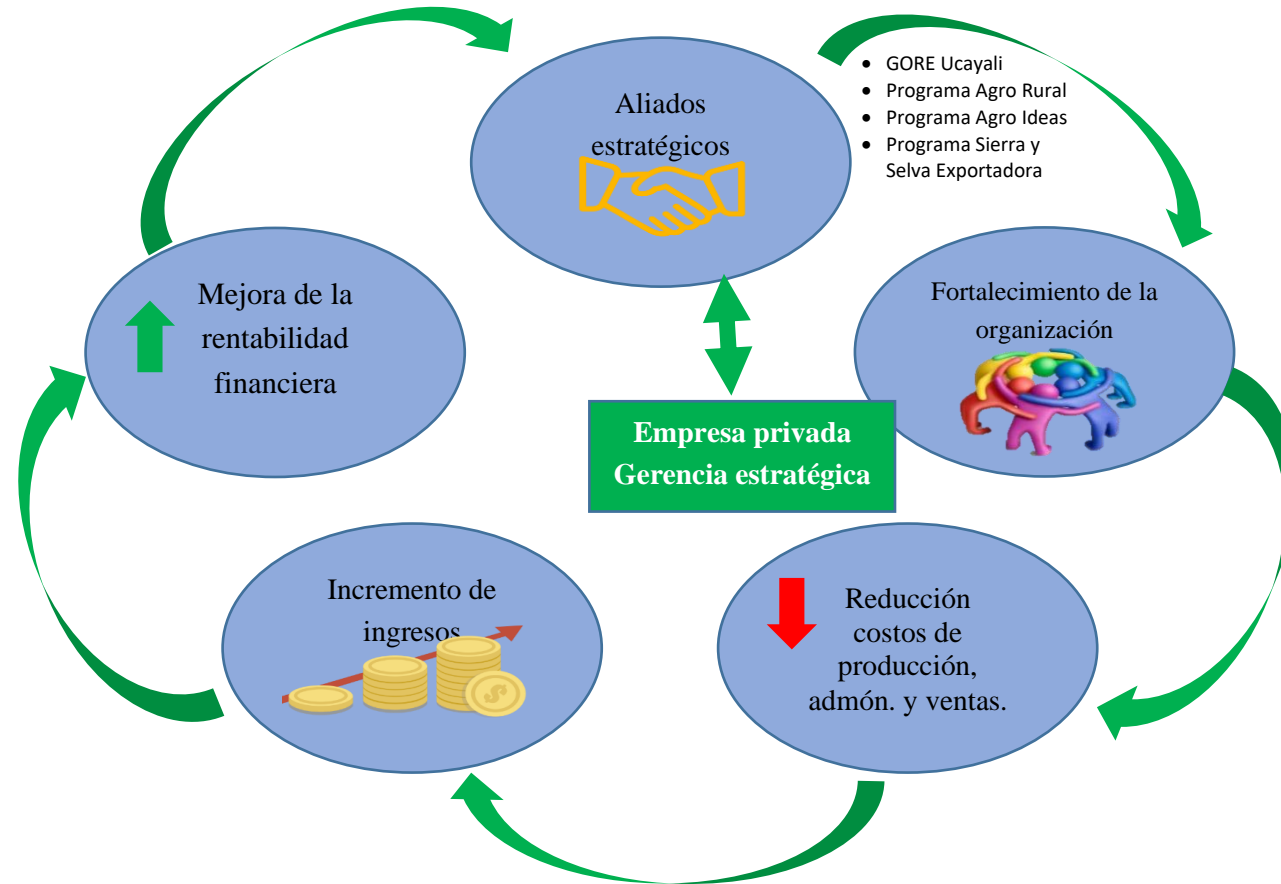 Aliados
estratégicos
• GORE Ucayali
• Programa Agro Rural
• Programa Agro Ideas
• Programa Sierra y
Selva Exportadora
Fortalecimiento de la
organización
Mejora de la
rentabilidad
financiera
Empresa privada
Gerencia estratégica
Reducción
costos de
producción,
admón. y ventas.
Incremento de
ingresos
$